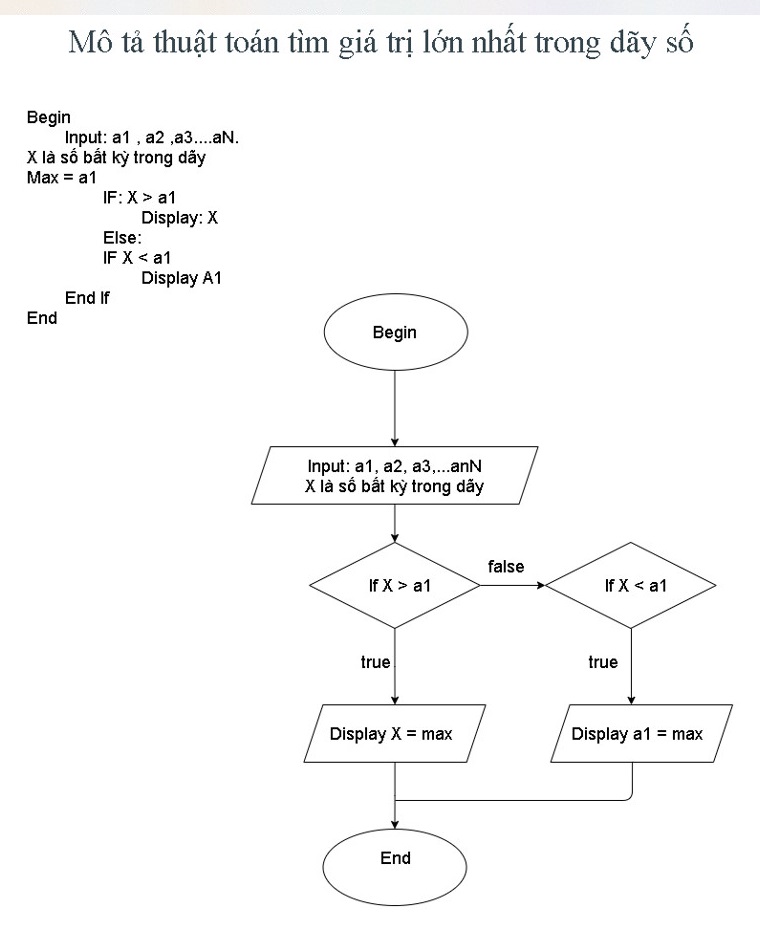 Mô tả thuật toán tìm giá trị lớn nhất trong dãy số
Begin
Input: a1 , a2 ,a3....aN.
X là số bất kỳ trong dãy
Max = a1
IF: X > a1
Display: X
Else:
IF X < a1
Display A1
End If
End
Begin
Input: a1, a2, a3,...anN
X là số bất kỳ trong dãy
If X > a1
false
If X < a1
true
true
Display X = max
Display a1 = max
End